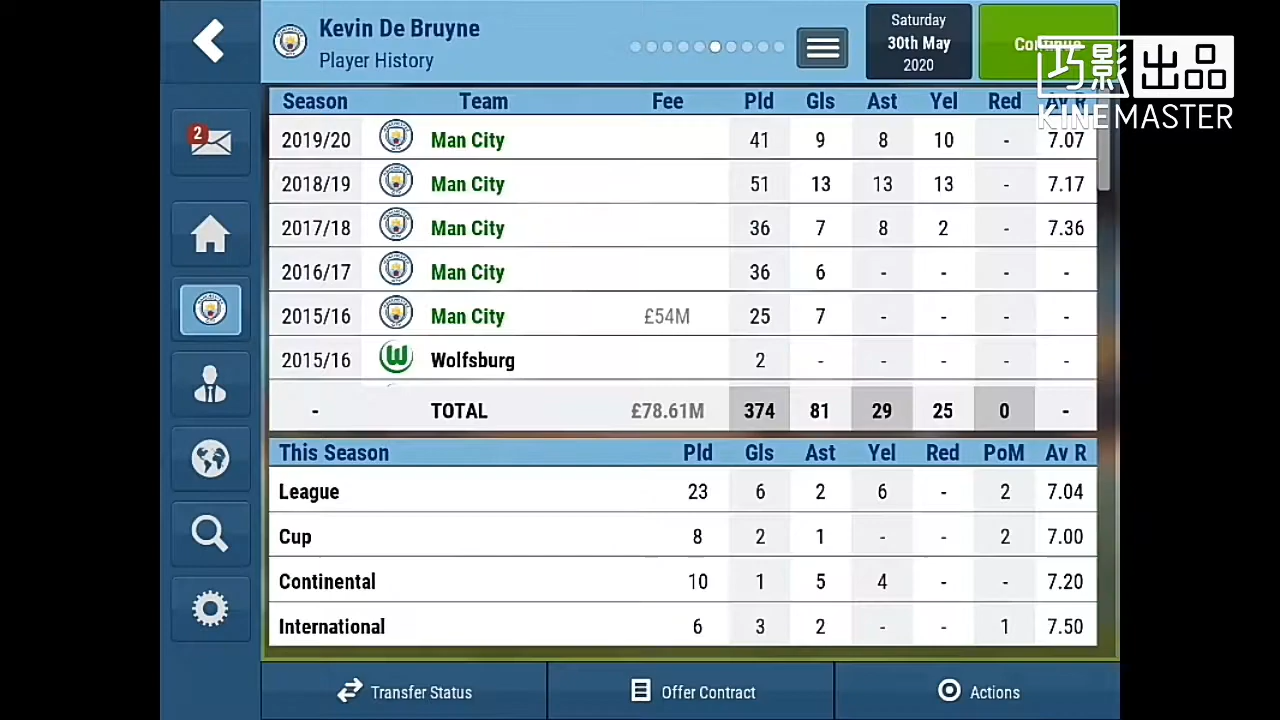 Kevin De Bruyne
Player History
Saturday
30th May
2020
巧影出品
KINEMASTER
2
Season Team Fee Pld Gls Ast Yel Red Av R
2019/20 Man City 41 9 8 10 - 7.07
2018/19 Man City 51 13 13 13 - 7.17
2017/18 Man City 36 7 8 2 - 7.36
2016/17 Man City 36 6 - - - -
2015/16 Man City £54M 25 7 - - - -
2015/16 Wolfsburg 2 - - - - -
- TOTAL £78.61M 374 81 29 25 0 -
This Season Pld Gls Ast Yel Red PoM Av R
League 23 6 2 6 - 2 7.04
Cup 8 2 1 - - 2 7.00
Continental 10 1 5 4 - - 7.20
International 6 3 2 - - 1 7.50
Transfer Status Offer Contract Actions